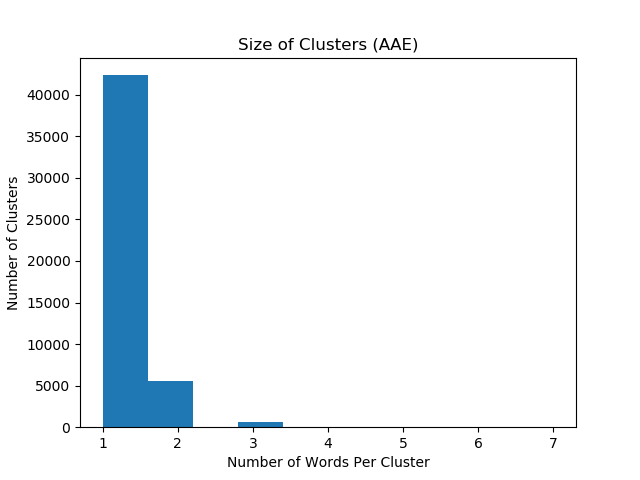 Size of Clusters (AAE)
Number of Clusters
40000
35000
30000
25000
20000
15000
10000
5000
0
1 2 3 4 5 6 7
Number of Words Per Cluster